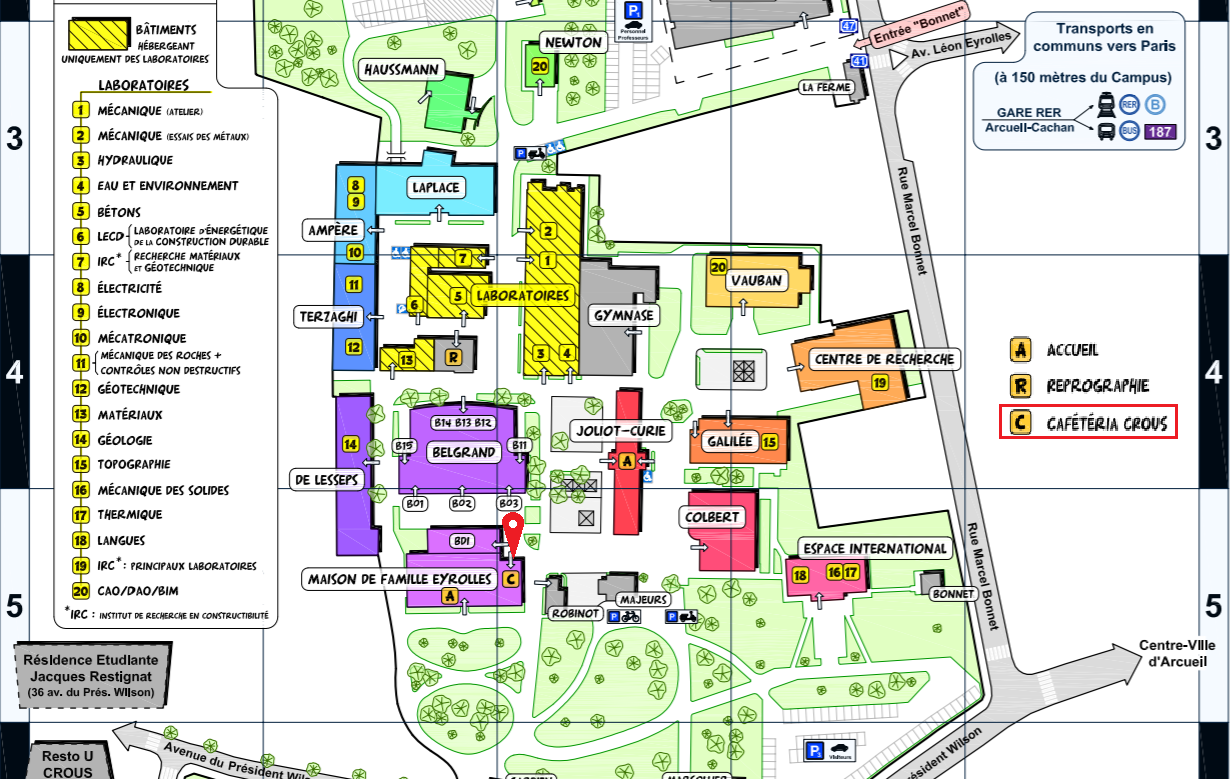 BÂTIMENTS
HÉBERGEANT
UNIQUEMENT DES LABORATOIRES
LABORATOIRES
1 MÉCANIQUE (ATELIER)
2 MÉCANIQUE (ESSAIS DES MÉTAUX)
3 HYDRAULIQUE
4 EAU ET ENVIRONNEMENT
5 BÉTONS
6 LECD LABORATOIRE D'ÉNERGÉTIQUE
DE LA CONSTRUCTION DURABLE
7 IRC* RECHERCHE MATÉRIAUX
ET GÉOTECHNIQUE
8 ÉLECTRICITÉ
9 ÉLECTRONIQUE
10 MÉCATRONIQUE
11 MÉCANIQUE DES ROCHES +
CONTRÔLES NON DESTRUCTIFS
12 GÉOTECHNIQUE
13 MATÉRIAUX
14 GÉOLOGIE
15 TOPOGRAPHIE
16 MÉCANIQUE DES SOLIDES
17 THERMIQUE
18 LANGUES
19 IRC* : PRINCIPAUX LABORATOIRES
20 CAO/DAO/BIM
*IRC : INSTITUT DE RECHERCHE EN CONSTRUCTIBILITÉ
3
4
5
Résidence Etudiante
Jacques Restignat
(36 av. du Prés. Wilson)
Resto U
CROUS
Avenue du Président Wil
HAUSSMANN
NEWTON
20
P
Personnel
Professeurs
47
Entrée "Bonnet"
41
Av. Léon Eyrolles
LA FERME
P
LAPLACE
8
9
AMPÈRE
10
11
TERZAGHI
12
2
1
7
5
LABORATOIRES
6
P
13
R
3
4
GYMNASE
20
VAUBAN
CENTRE DE RECHERCHE
19
Rue Marcel Bonnet
14
DE LESSEPS
B14 B13 B12
B15
BELGRAND
B11
B01
B02
B03
JOLIOT-CURIE
A
GALILÉE
15
COLBERT
BD1
MAISON DE FAMILLE EYROLLES
C
A
ROBINOT
MAJEURS
P
P
ESPACE INTERNATIONAL
18
16
17
BONNET
Rue Marcel Bonnet
P
Visiteurs
résident Wilson
Centre-VIlle
d'Arcueil
Transports en
communs vers Paris
(à 150 mètres du Campus)
GARE RER
Arcueil-Cachan
RER
B
BUS
187
A ACCUEIL
R REPROGRAPHIE
C CAFÉTÉRIA CROUS
3
4
5